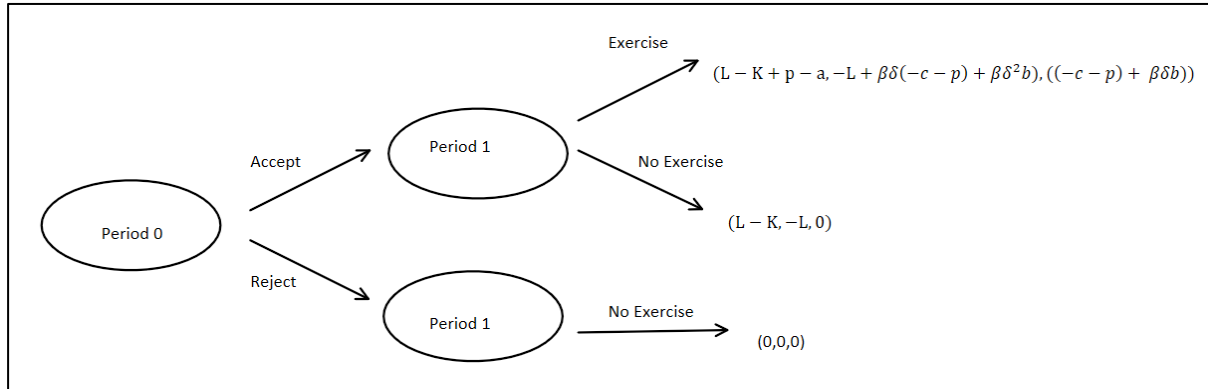 Exercise
(L − K + p − a, −L + βδ(−c − p) + βδ²b), ((−c − p) + βδb))
Period 1
Accept
No Exercise
(L − K, −L, 0)
Period 0
Reject
No Exercise
Period 1
(0,0,0)